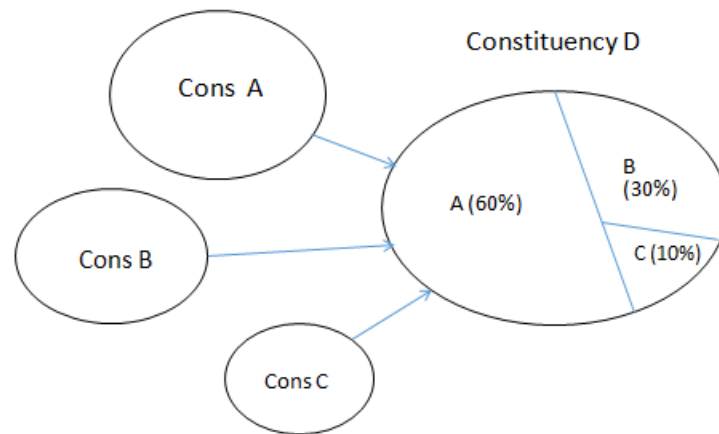 Constituency D
Cons A
B
(30%)
A (60%)
C (10%)
Cons B
Cons C